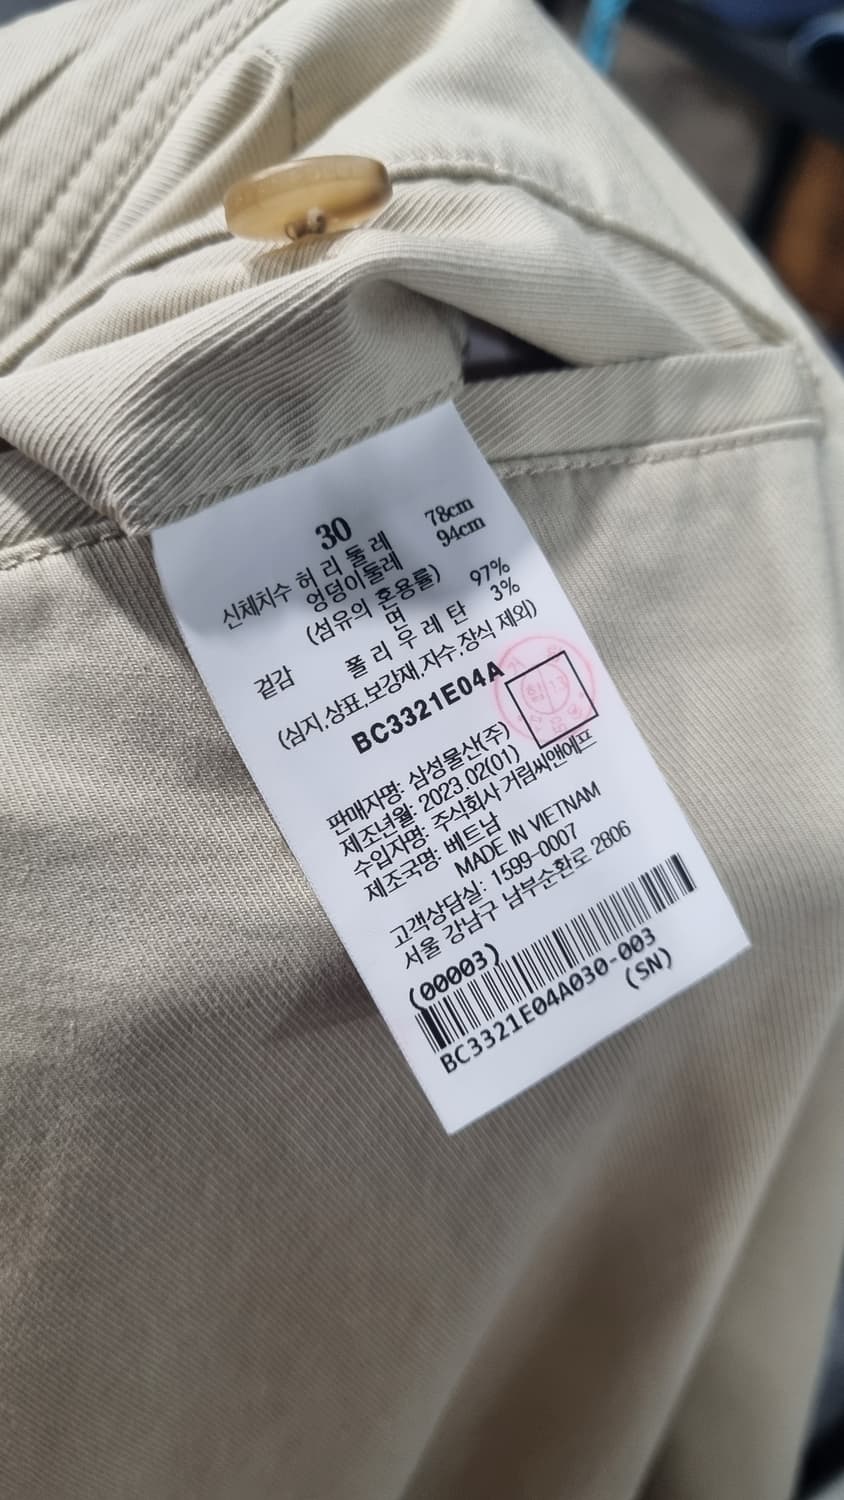 30
신체치수 허리둘레 78cm
엉덩이둘레 94cm
(섬유의 혼용률)
겉감 면 97%
폴리우레탄 3%
(심지,상표,보강재,자수,장식 제외)
BC3321E04A
판매자명: 삼성물산(주)
제조년월: 2023.02(01)
수입자명: 주식회사 거림씨앤에프
제조국명: 베트남
MADE IN VIETNAM
고객상담실: 1599-0007
서울 강남구 남부순환로 2806
(00003)
BC3321E04A030-003
(SN)